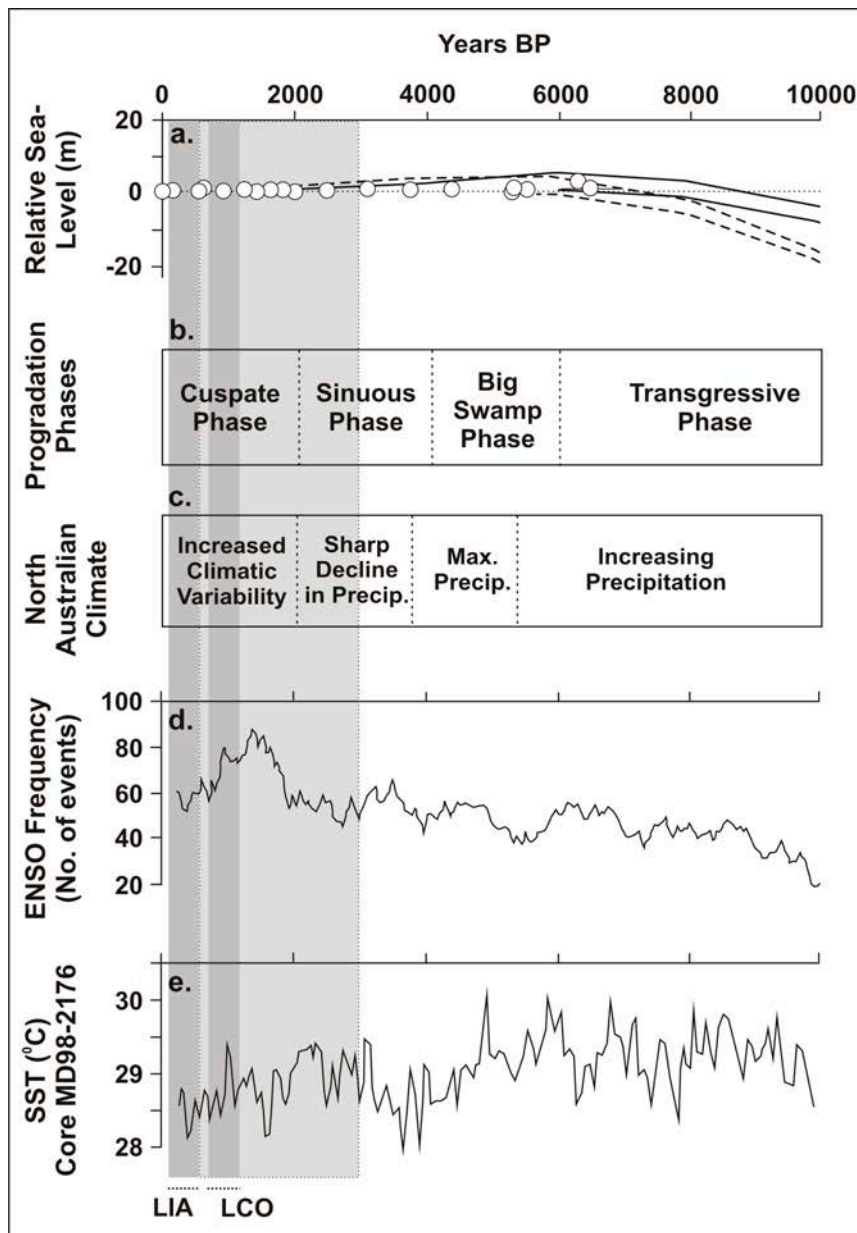 Years BP
0 2000 4000 6000 8000 10000
Relative Sea-
Level (m)
20
0
-20
a.
Progradation
Phases
b.
Cuspate
Phase
Sinuous
Phase
Big
Swamp
Phase
Transgressive
Phase
North
Australian
Climate
c.
Increased
Climatic
Variability
Sharp
Decline
in Precip.
Max.
Precip.
Increasing
Precipitation
ENSO Frequency
(No. of events)
100
80
60
40
20
d.
SST (⁰C)
Core MD98-2176
30
29
28
e.
LIA
LCO